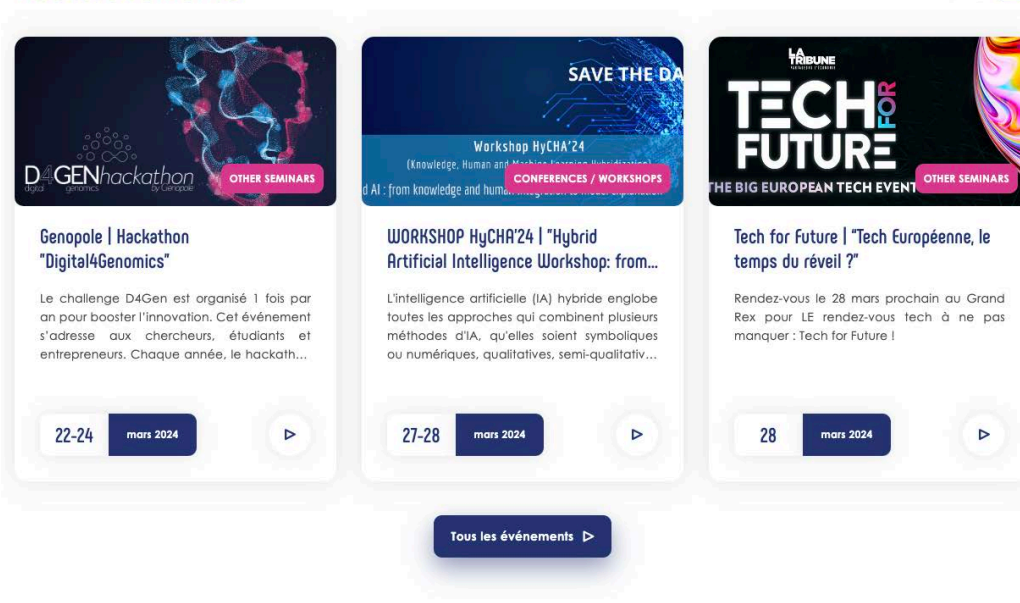 D4GENhackathon
digital genomics by Genopole
OTHER SEMINARS
Genopole | Hackathon
"Digital4Genomics"
Le challenge D4Gen est organisé 1 fois par
an pour booster l'innovation. Cet événement
s'adresse aux chercheurs, étudiants et
entrepreneurs. Chaque année, le hackath...
22-24 mars 2024
SAVE THE DA
Workshop HyCHA'24
(Knowledge, Human and Machine Learning Hybridization)
CONFERENCES / WORKSHOPS
d AI : from knowledge and human
WORKSHOP HyCHA'24 | "Hybrid
Artificial Intelligence Workshop: from...
L'intelligence artificielle (IA) hybride englobe
toutes les approches qui combinent plusieurs
méthodes d'IA, qu'elles soient symboliques
ou numériques, qualitatives, semi-qualitativ...
27-28 mars 2024
LA
TRIBUNE
TECH FOR
FUTURE
THE BIG EUROPEAN TECH EVENT
OTHER SEMINARS
Tech for Future | "Tech Européenne, le
temps du réveil ?"
Rendez-vous le 28 mars prochain au Grand
Rex pour LE rendez-vous tech à ne pas
manquer : Tech for Future !
28 mars 2024
Tous les événements